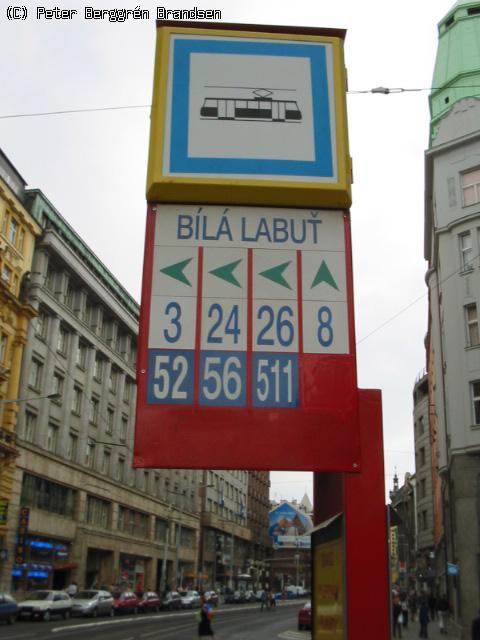 (C) Peter Berggrén Brandsen
BÍLÁ LABUŤ
3 24 26 8
52 56 511